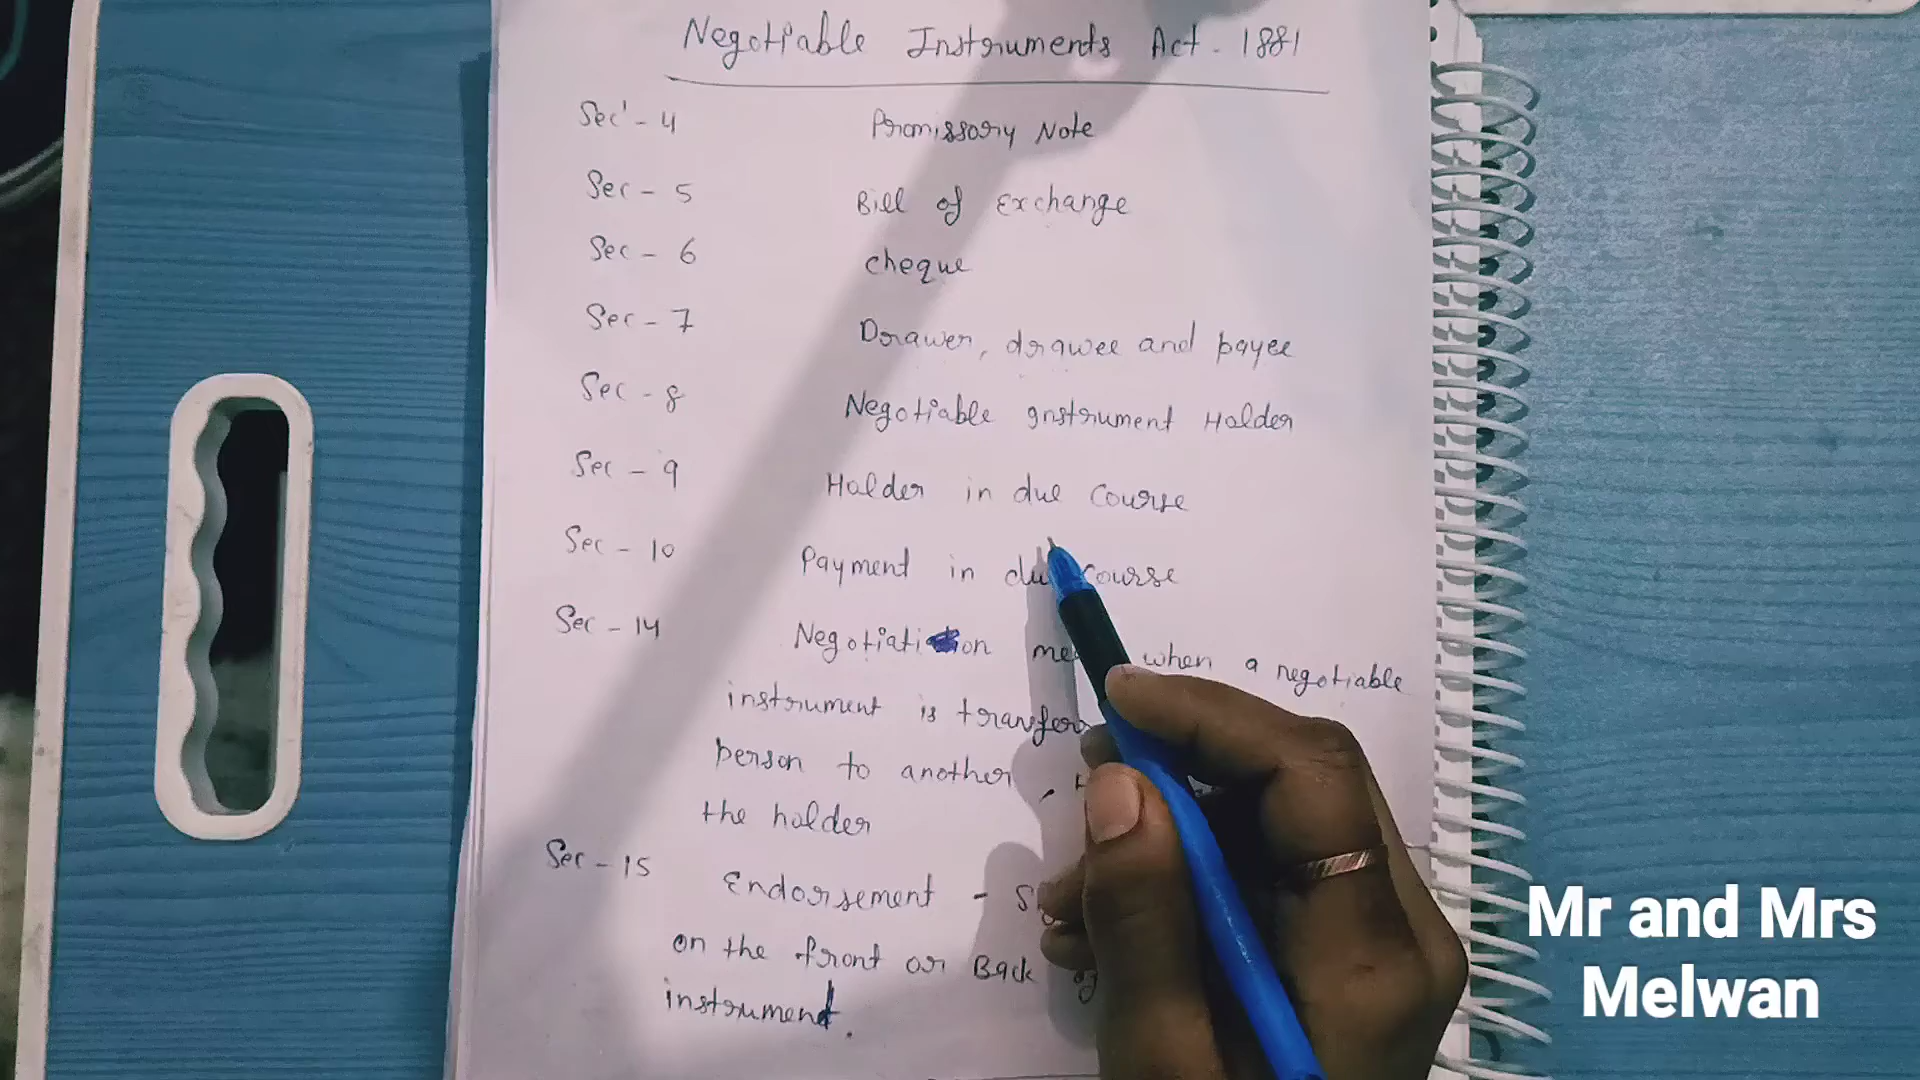 Negotiable Instruments Act - 1881
Sec' - 4 Promissory Note
Sec - 5 Bill of Exchange
Sec - 6 cheque
Sec - 7 Drawer, drawee and payee
Sec - 8 Negotiable Instrument Holder
Sec - 9 Holder in due course
Sec - 10 Payment in due course
Sec - 14 Negotiation when a negotiable
instrument is
person to another,
the holder
Sec - 15 Endorsement -
on the front or Back of
instrument.
Mr and Mrs
Melwan